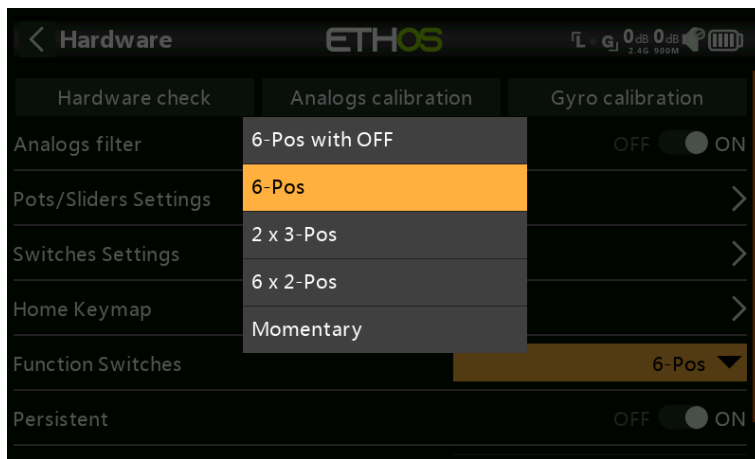 Hardware
ETHOS
L G 0dB 0dB
2.4G 900M
Hardware check
Analogs calibration
Gyro calibration
Analogs filter
OFF ON
6-Pos with OFF
6-Pos
2 x 3-Pos
6 x 2-Pos
Momentary
Pots/Sliders Settings
Switches Settings
Home Keymap
Function Switches
6-Pos
Persistent
OFF ON